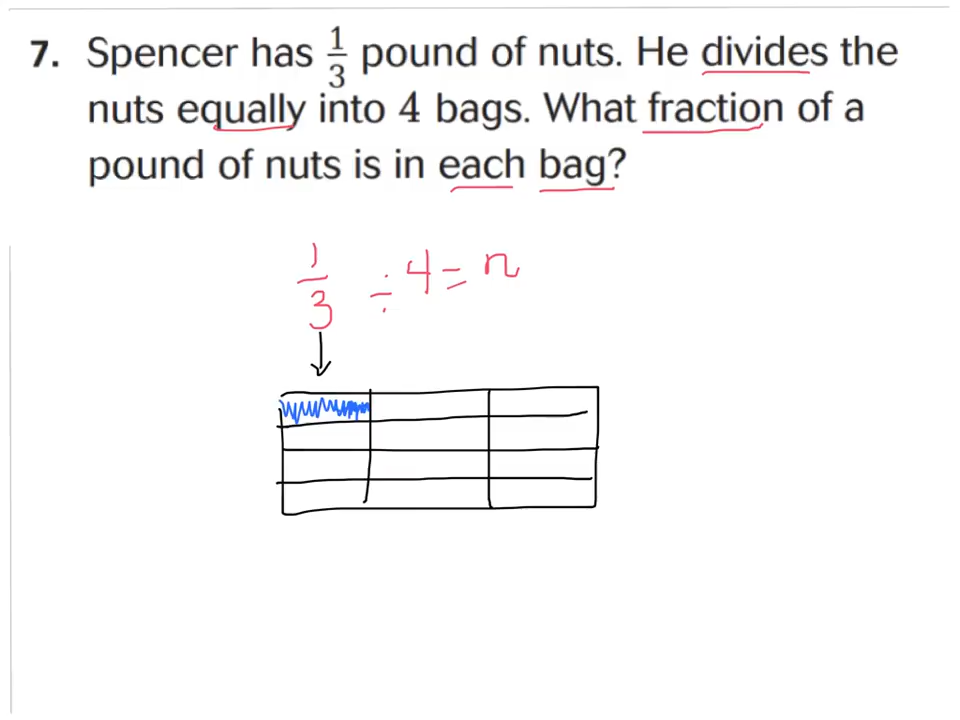 7. Spencer has 1/3 pound of nuts. He divides the
nuts equally into 4 bags. What fraction of a
pound of nuts is in each bag?
1/3 ÷ 4 = n